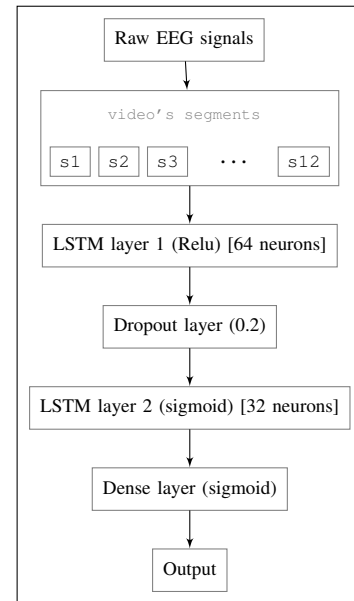 Raw EEG signals
video's segments
s1 s2 s3 ... s12
LSTM layer 1 (Relu) [64 neurons]
Dropout layer (0.2)
LSTM layer 2 (sigmoid) [32 neurons]
Dense layer (sigmoid)
Output